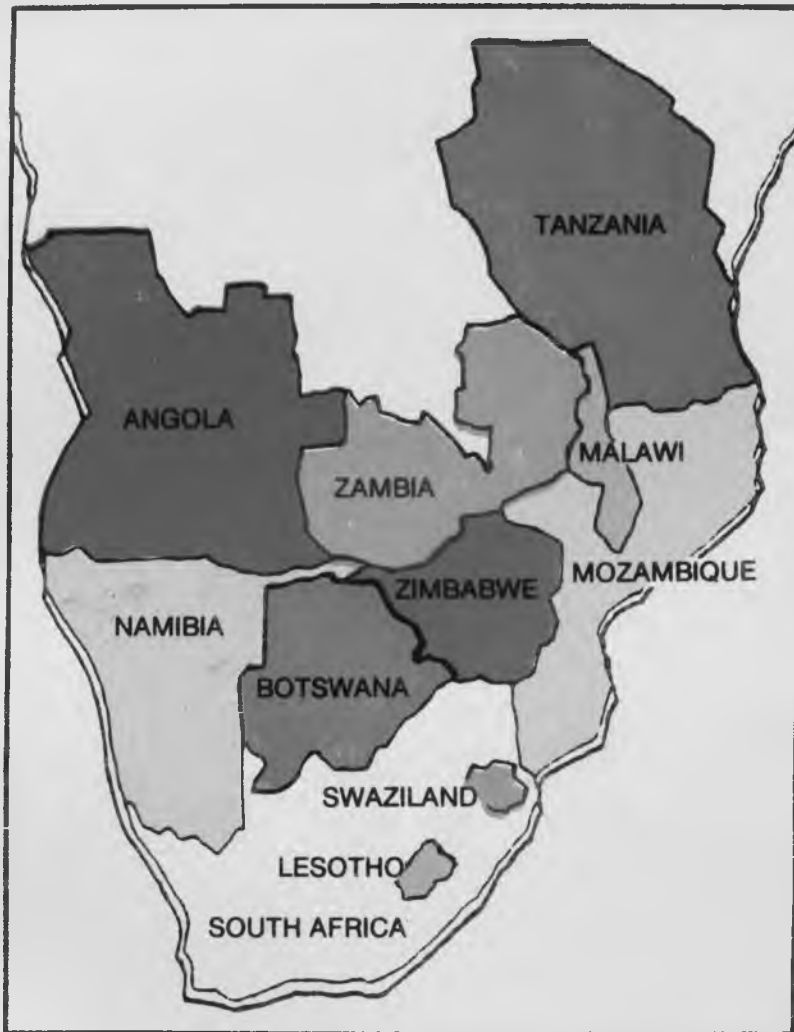 TANZANIA
ANGOLA
MALAWI
ZAMBIA
MOZAMBIQUE
ZIMBABWE
NAMIBIA
BOTSWANA
SWAZILAND
LESOTHO
SOUTH AFRICA